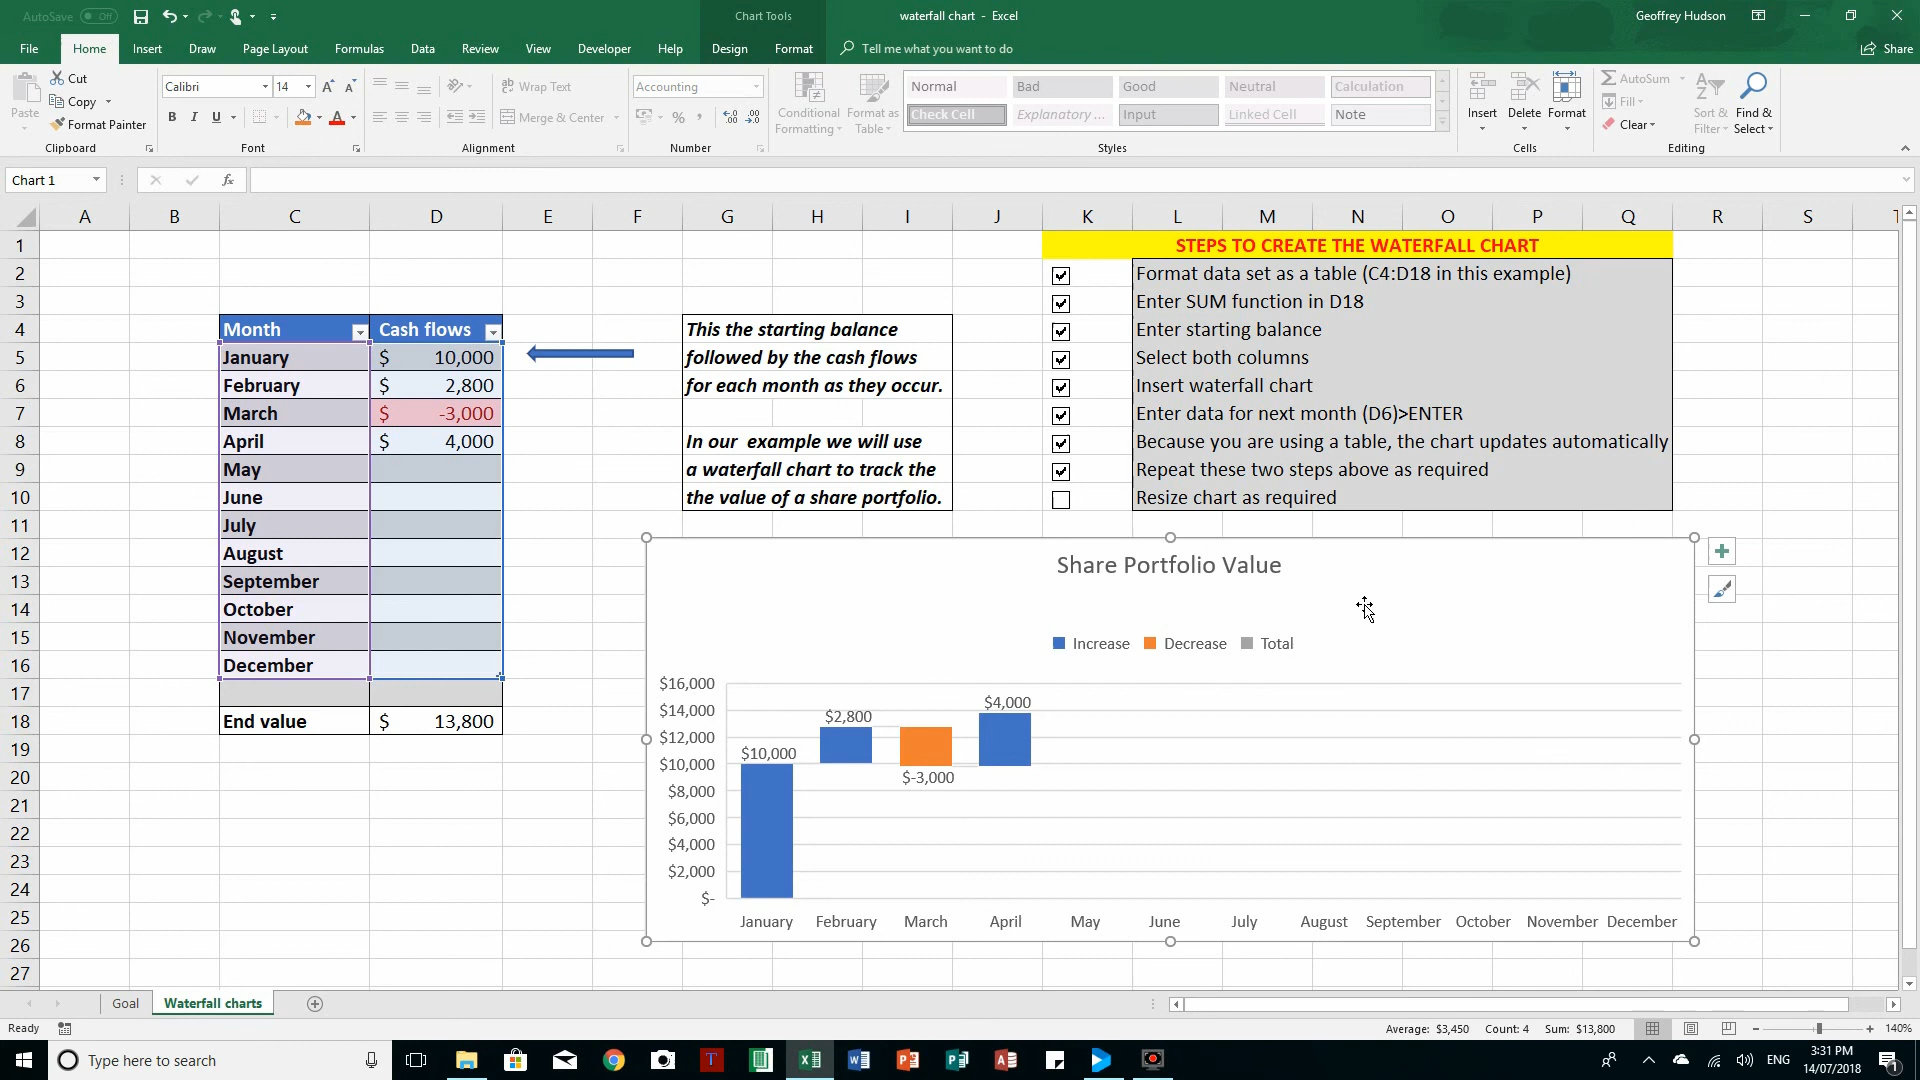 AutoSave Off
Chart Tools
waterfall chart - Excel
Geoffrey Hudson
File Home Insert Draw Page Layout Formulas Data Review View Developer Help Design Format Tell me what you want to do Share
Paste
Cut
Copy
Format Painter
Clipboard
Calibri 14
B I U
Font
Wrap Text
Merge & Center
Alignment
Accounting
Number
Conditional Formatting
Format as Table
Normal Bad Good Neutral Calculation
Check Cell Explanatory ... Input Linked Cell Note
Styles
Insert Delete Format
Cells
AutoSum
Fill
Clear
Sort & Filter
Find & Select
Editing
Chart 1
fx
A B C D E F G H I J K L M N O P Q R S T
1 STEPS TO CREATE THE WATERFALL CHART
2 Format data set as a table (C4:D18 in this example)
3 Enter SUM function in D18
4 Month Cash flows This the starting balance Enter starting balance
5 January $ 10,000 followed by the cash flows Select both columns
6 February $ 2,800 for each month as they occur. Insert waterfall chart
7 March $ -3,000 Enter data for next month (D6)>ENTER
8 April $ 4,000 In our example we will use Because you are using a table, the chart updates automatically
9 May a waterfall chart to track the Repeat these two steps above as required
10 June the value of a share portfolio. Resize chart as required
11 July
12 August
13 September
14 October
15 November
16 December
17
18 End value $ 13,800
19
20
21
22
23
24
25
26
27
Share Portfolio Value
Increase Decrease Total
$16,000
$14,000
$12,000
$10,000
$8,000
$6,000
$4,000
$2,000
$-
$10,000
$2,800
$-3,000
$4,000
January February March April May June July August September October November December
Goal Waterfall charts
Ready
Average: $3,450 Count: 4 Sum: $13,800 140%
Type here to search
ENG
3:31 PM
14/07/2018
1